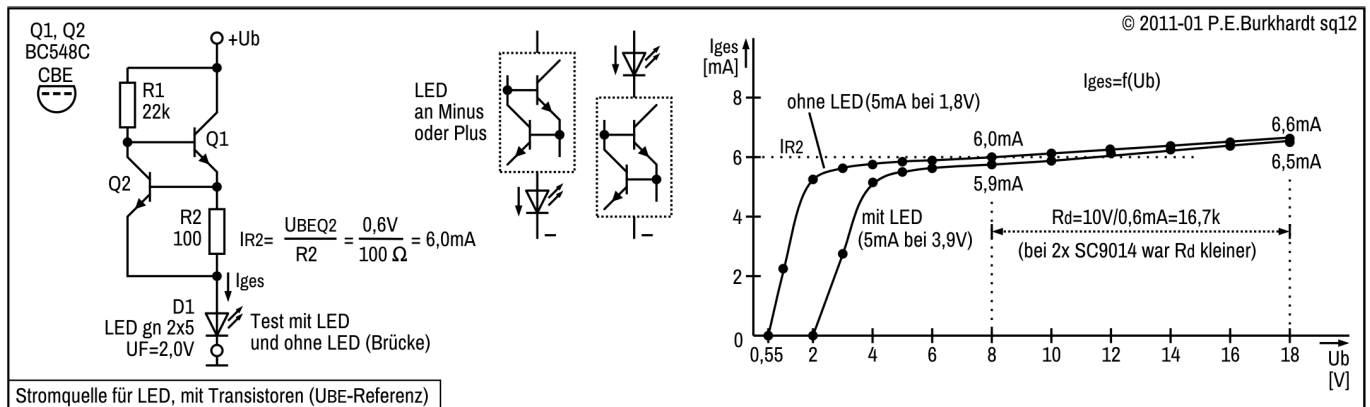 Q1, Q2
BC548C
CBE
+Ub
R1
22k
Q1
Q2
R2
100
IR2= UBEQ2 / R2 = 0,6V / 100 Ω = 6,0mA
Iges
D1
LED gn 2x5
UF=2,0V
Test mit LED
und ohne LED (Brücke)
Stromquelle für LED, mit Transistoren (UBE-Referenz)
LED
an Minus
oder Plus
+
+
–
–
© 2011-01 P.E.Burkhardt sq12
Iges
[mA]
Iges=f(Ub)
8
6
4
2
0
ohne LED (5mA bei 1,8V)
IR2
6,0mA
6,6mA
5,9mA
6,5mA
mit LED
(5mA bei 3,9V)
Rd=10V/0,6mA=16,7k
(bei 2x SC9014 war Rd kleiner)
0,55 2 4 6 8 10 12 14 16 18
Ub
[V]